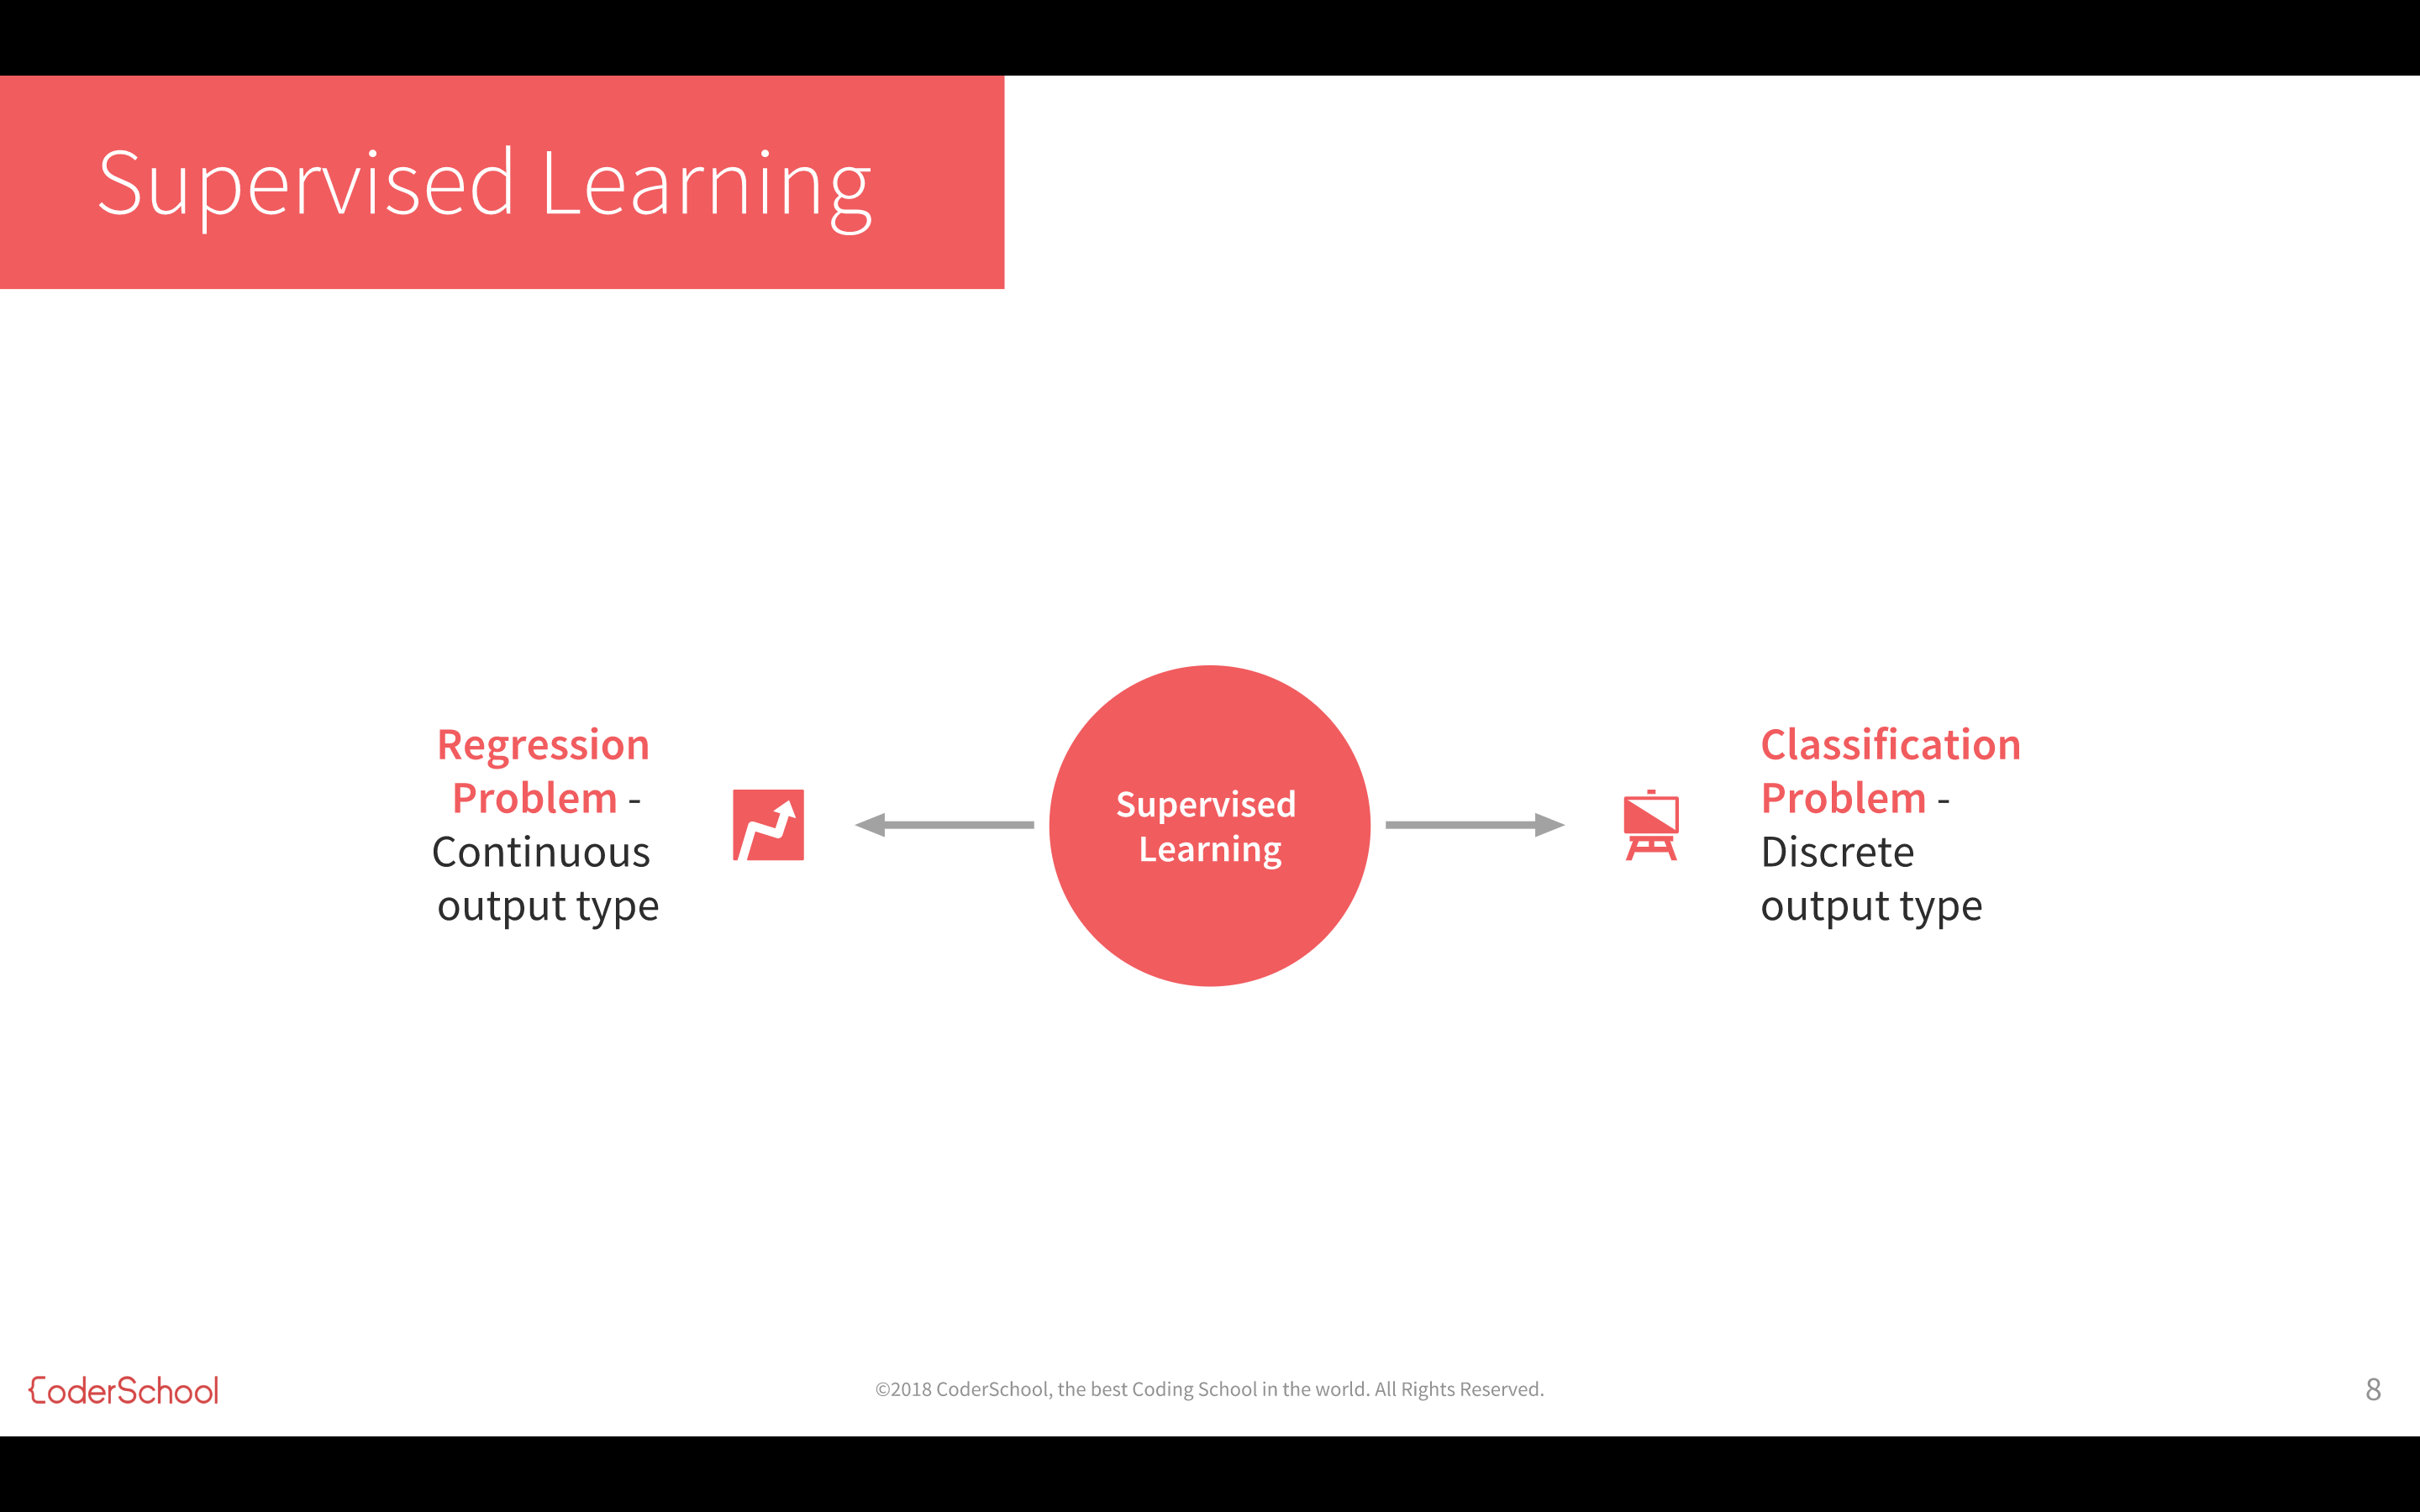 Supervised Learning
Regression
Problem -
Continuous
output type
Supervised
Learning
Classification
Problem -
Discrete
output type
CoderSchool
©2018 CoderSchool, the best Coding School in the world. All Rights Reserved.
8